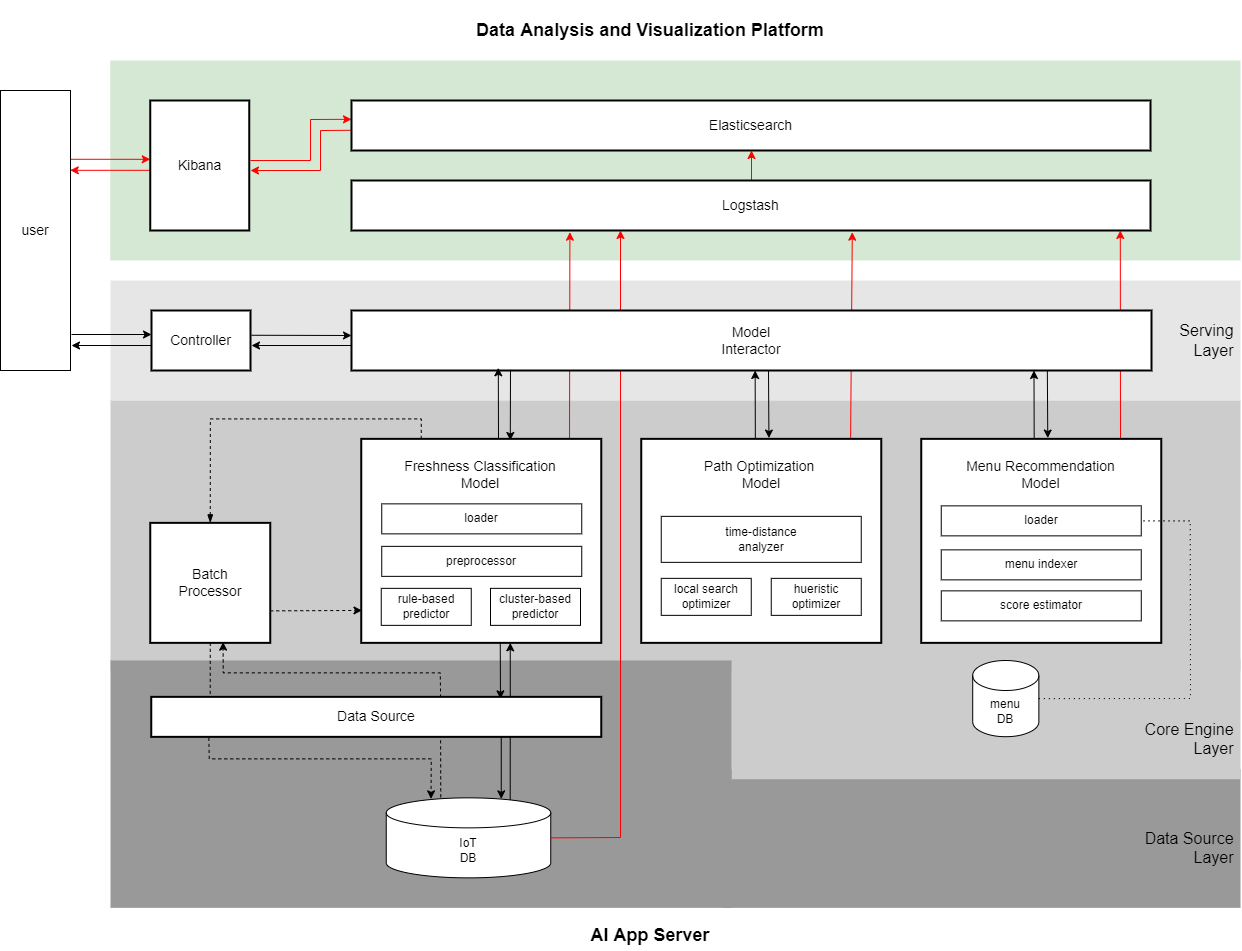 Data Analysis and Visualization Platform
Elasticsearch
Kibana
Logstash
user
Controller
Model
Interactor
Serving
Layer
Freshness Classification
Model
loader
preprocessor
rule-based
predictor
cluster-based
predictor
Path Optimization
Model
time-distance
analyzer
local search
optimizer
hueristic
optimizer
Menu Recommendation
Model
loader
menu indexer
score estimator
Batch
Processor
menu
DB
Core Engine
Layer
Data Source
IoT
DB
Data Source
Layer
AI App Server